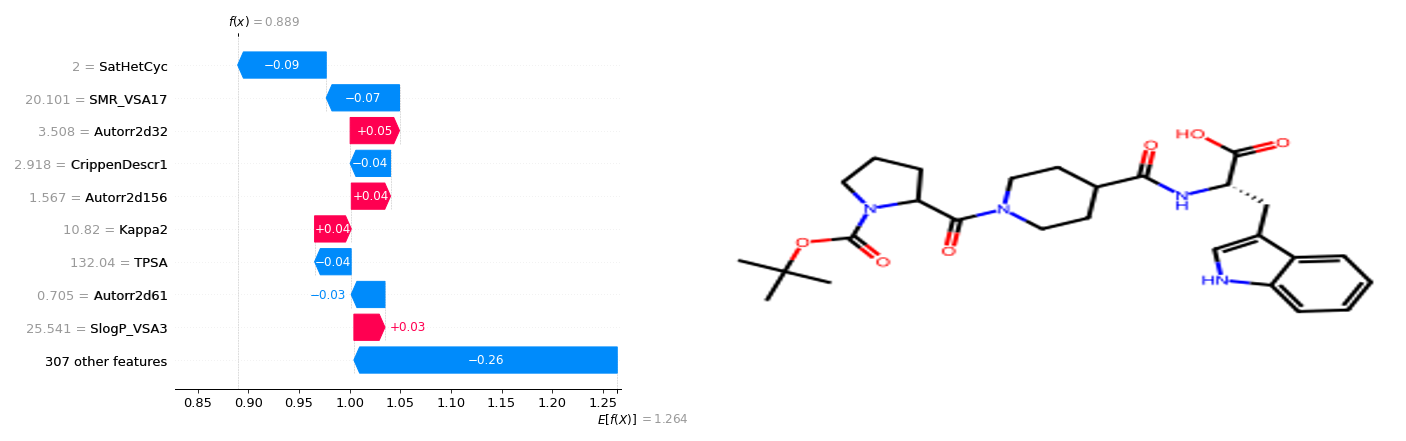 f(x) = 0.889
2 = SatHetCyc
−0.09
20.101 = SMR_VSA17
−0.07
3.508 = Autorr2d32
+0.05
2.918 = CrippenDescr1
−0.04
1.567 = Autorr2d156
+0.04
10.82 = Kappa2
+0.04
132.04 = TPSA
−0.04
0.705 = Autorr2d61
−0.03
25.541 = SlogP_VSA3
+0.03
307 other features
−0.26
0.85 0.90 0.95 1.00 1.05 1.10 1.15 1.20 1.25
E[f(X)] = 1.264
HO
O
O
N
H
N
O
N
O
O
HN